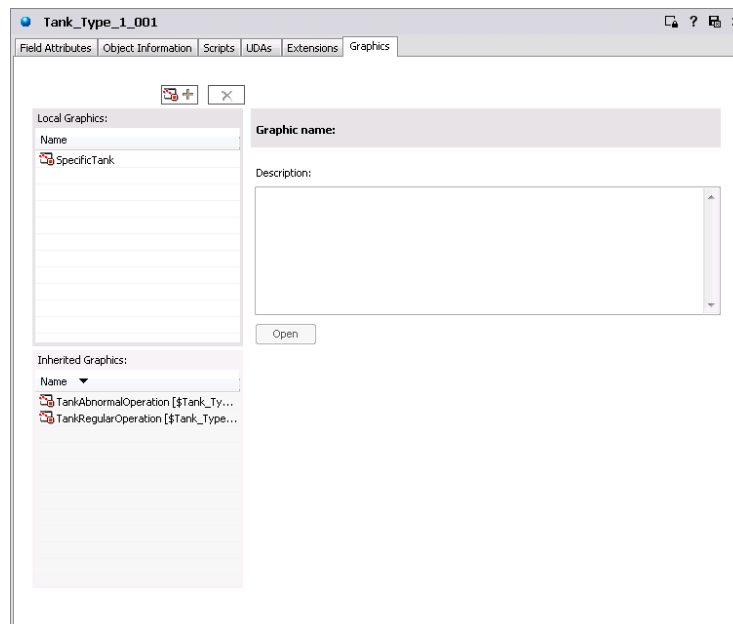 Tank_Type_1_001
?
Field Attributes Object Information Scripts UDAs Extensions Graphics
Local Graphics:
Name
SpecificTank
Graphic name:
Description:
Open
Inherited Graphics:
Name
TankAbnormalOperation [$Tank_Ty...
TankRegularOperation [$Tank_Type...